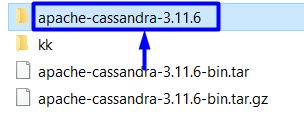 apache-cassandra-3.11.6
kk
apache-cassandra-3.11.6-bin.tar
apache-cassandra-3.11.6-bin.tar.gz